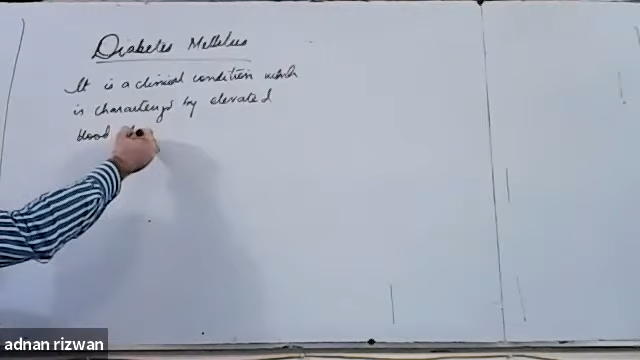 Diabetes Mellitus
It is a clinical condition which
is characterized by elevated
blood
adnan rizwan